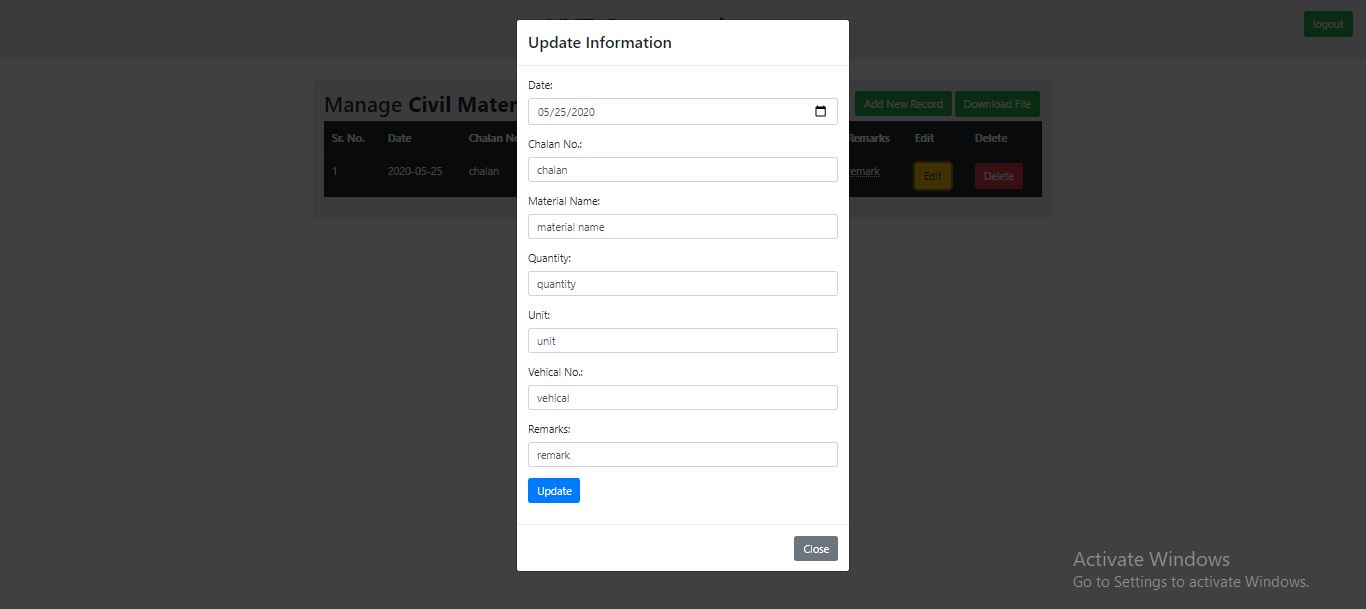 logout
Update Information
Manage Civil Mater
Add New Record
Download File
Sr. No. Date Chalan No
Remarks Edit Delete
1 2020-05-25 chalan
remark Edit Delete
Date:
05/25/2020
Chalan No.:
chalan
Material Name:
material name
Quantity:
quantity
Unit:
unit
Vehical No.:
vehical
Remarks:
remark
Update
Close
Activate Windows
Go to Settings to activate Windows.